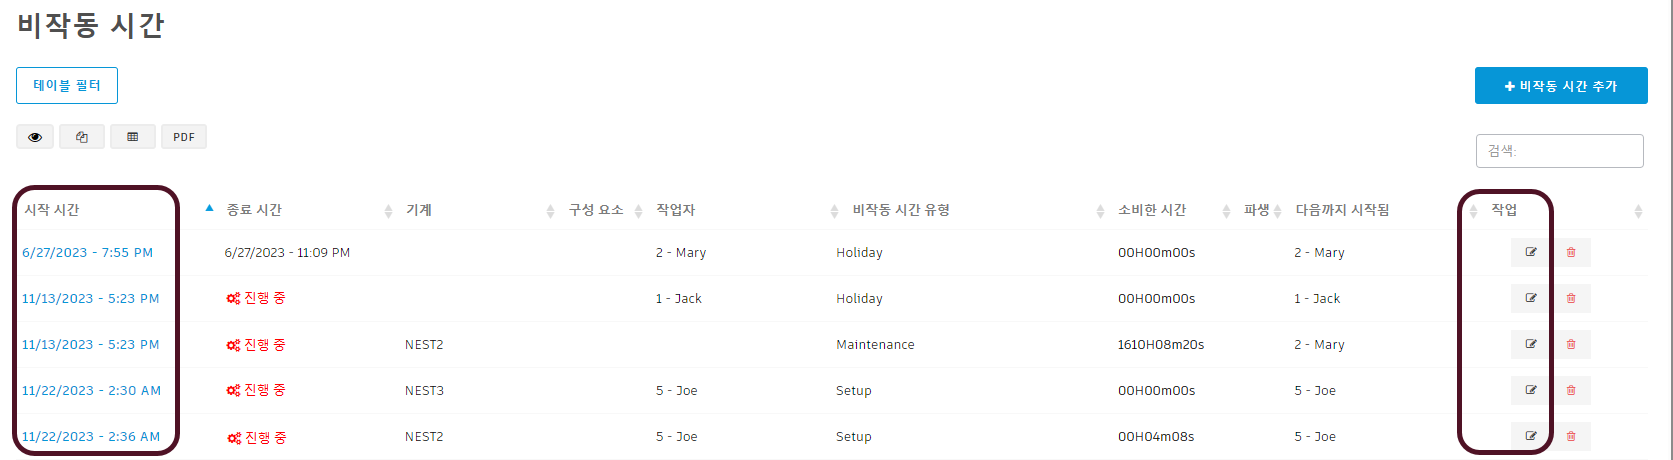 비작동 시간
테이블 필터
+ 비작동 시간 추가
PDF
검색:
시작 시간 종료 시간 기계 구성 요소 작업자 비작동 시간 유형 소비한 시간 파생 다음까지 시작됨 작업
6/27/2023 - 7:55 PM 6/27/2023 - 11:09 PM 2 - Mary Holiday 00H00m00s 2 - Mary
11/13/2023 - 5:23 PM 진행 중 1 - Jack Holiday 00H00m00s 1 - Jack
11/13/2023 - 5:23 PM 진행 중 NEST2 Maintenance 1610H08m20s 2 - Mary
11/22/2023 - 2:30 AM 진행 중 NEST3 5 - Joe Setup 00H00m00s 5 - Joe
11/22/2023 - 2:36 AM 진행 중 NEST2 5 - Joe Setup 00H04m08s 5 - Joe